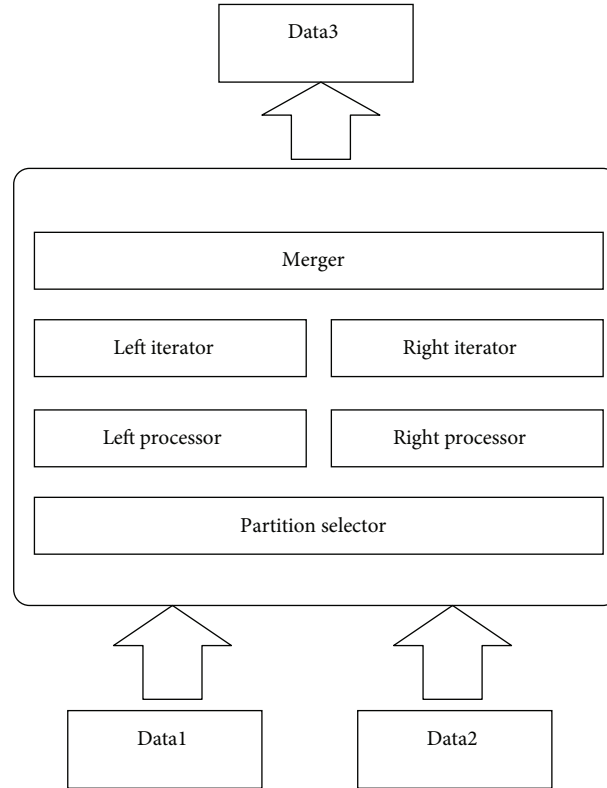 Data3
Merger
Left iterator
Right iterator
Left processor
Right processor
Partition selector
Data1
Data2